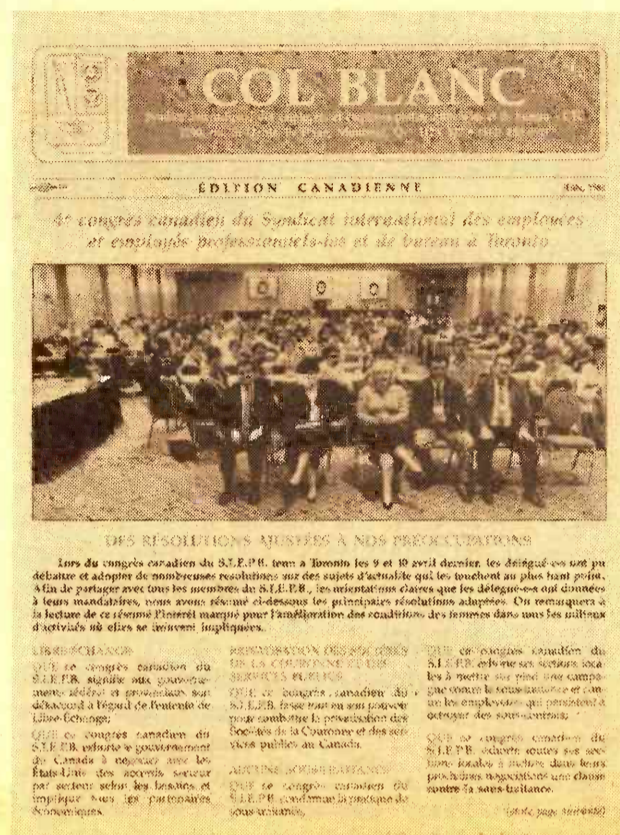 COL BLANC
ÉDITION CANADIENNE
4e congrès canadien du Syndicat international des employées
et employés professionnels-les et de bureau à Toronto
DES RÉSOLUTIONS AJUSTÉES À NOS PRÉOCCUPATIONS
Lors du congrès canadien du S.I.E.P.B. tenu à Toronto les 9 et 10 avril dernier, les délégué-es ont pu
débattre et adopter de nombreuses résolutions sur des sujets d'actualité qui les touchent au plus haut point.
Afin de partager avec tous les membres du S.I.E.P.B., les orientations claires que les délégué-es ont données
à leurs mandataires, nous avons résumé ci-dessous les principales résolutions adoptées. On remarquera à
la lecture de ce résumé l'intérêt marqué pour l'amélioration des conditions des femmes dans tous les milieux
d'activités où elles se trouvent impliquées.
LIBRE-ÉCHANGE
QUE ce congrès canadien du
S.I.E.P.B. signifie aux gouverne-
ments fédéral et provinciaux son
désaccord à l'égard de l'entente de
Libre-Échange;
QUE ce congrès canadien du
S.I.E.P.B. exhorte le gouvernement
du Canada à négocier avec les
États-Unis des accords secteur
par secteur selon les besoins et
implique tous les partenaires
économiques.
PRIVATISATION DES SOCIÉTÉS
DE LA COURONNE ET DES
SERVICES PUBLICS
QUE ce congrès canadien du
S.I.E.P.B. fasse tout en son pouvoir
pour combattre la privatisation des
Sociétés de la Couronne et des ser-
vices publics au Canada.
AUCUNE SOUS-TRAITANCE
QUE ce congrès canadien du
S.I.E.P.B. condamne la pratique de
sous-traitance;
QUE ce congrès canadien du
S.I.E.P.B. exhorte ses sections loca-
les à mettre sur pied une campa-
gne contre la sous-traitance et con-
tre les employeurs qui persistent à
octroyer des sous-contrats;
QUE ce congrès canadien du
S.I.E.P.B. exhorte toutes ses sec-
tions locales à inclure dans leurs
prochaines négociations une clause
contre la sous-traitance.
(suite page suivante)